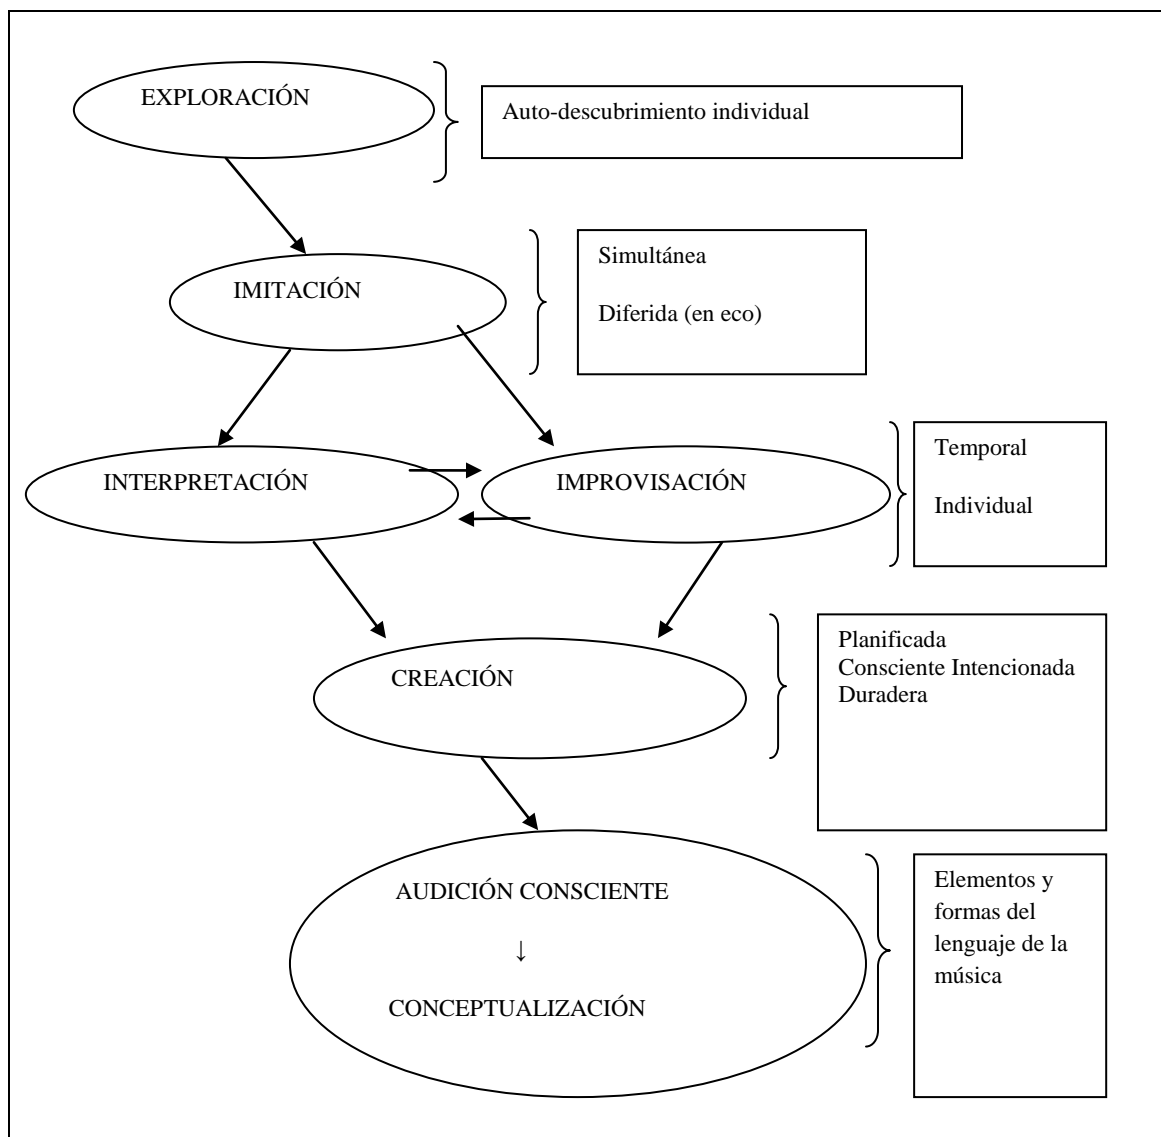 EXPLORACIÓN
Auto-descubrimiento individual
IMITACIÓN
Simultánea
Diferida (en eco)
INTERPRETACIÓN
IMPROVISACIÓN
Temporal
Individual
CREACIÓN
Planificada
Consciente Intencionada
Duradera
AUDICIÓN CONSCIENTE
↓
CONCEPTUALIZACIÓN
Elementos y
formas del
lenguaje de la
música